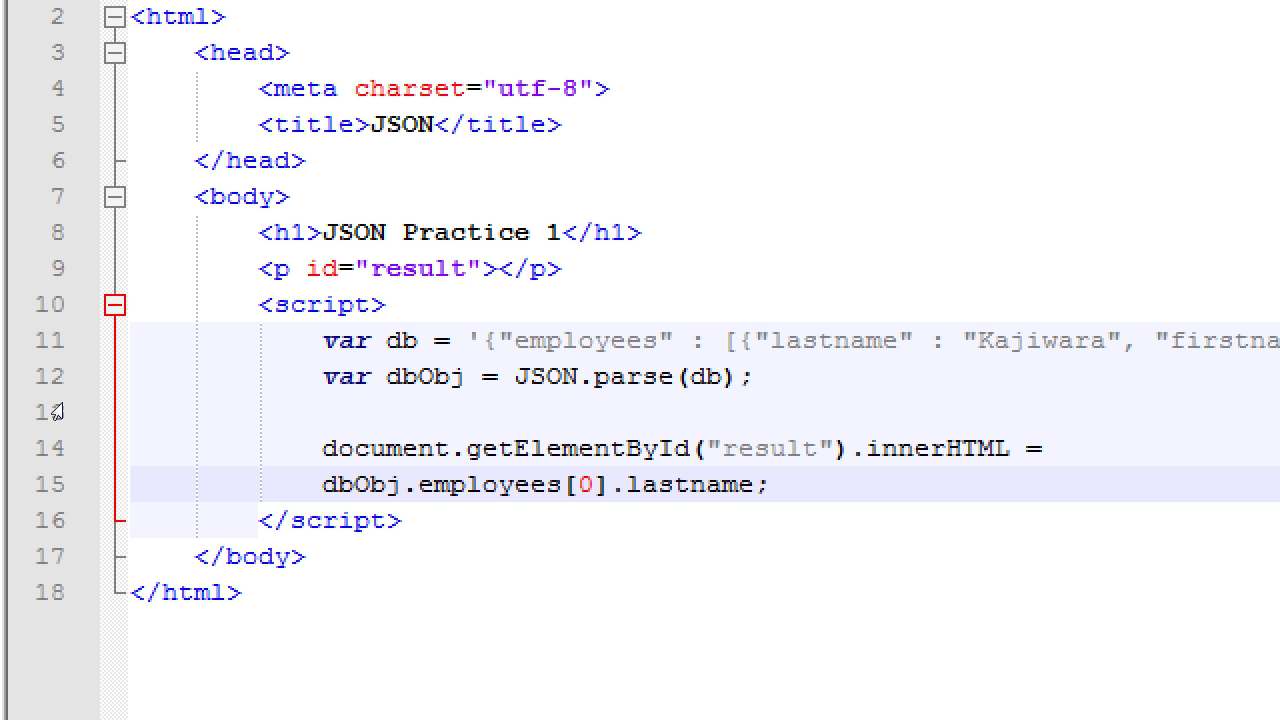 2 <html>
3 <head>
4 <meta charset="utf-8">
5 <title>JSON</title>
6 </head>
7 <body>
8 <h1>JSON Practice 1</h1>
9 <p id="result"></p>
10 <script>
11 var db = '{"employees" : [{"lastname" : "Kajiwara", "firstna
12 var dbObj = JSON.parse(db);
13
14 document.getElementById("result").innerHTML =
15 dbObj.employees[0].lastname;
16 </script>
17 </body>
18 </html>